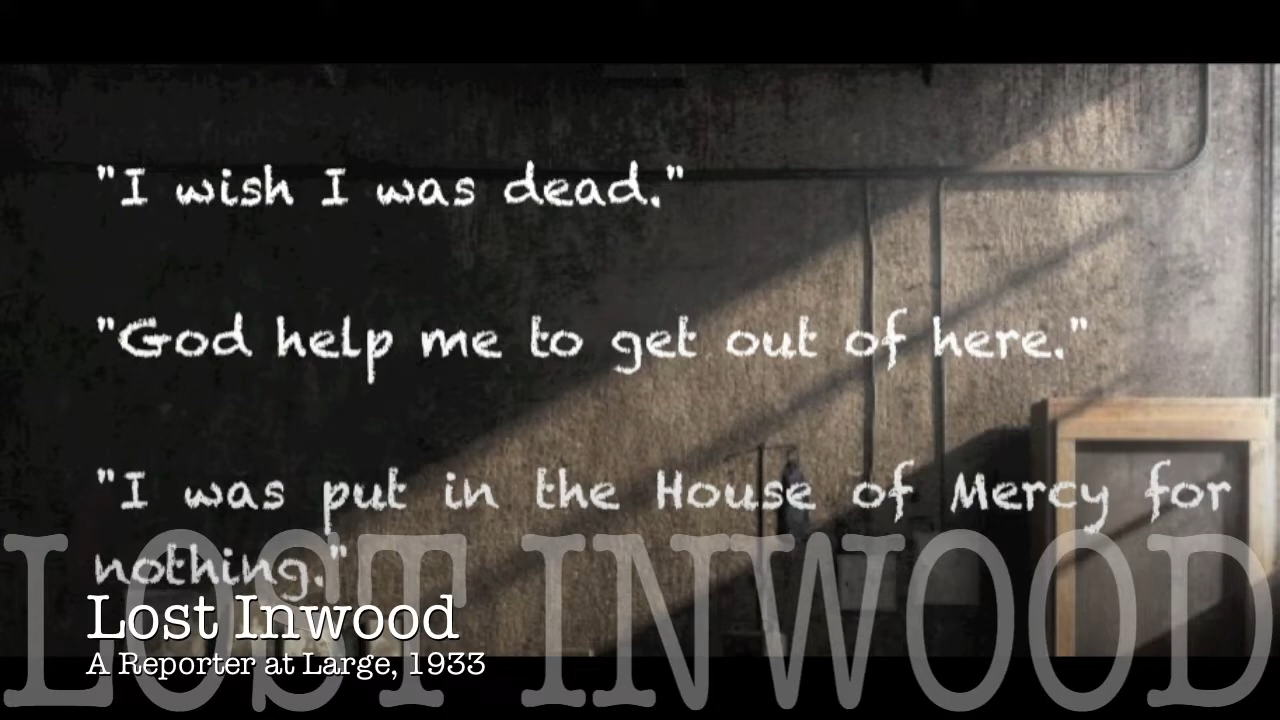 "I wish I was dead."
"God help me to get out of here."
"I was put in the House of Mercy for
nothing."
LOST INWOOD
Lost Inwood
A Reporter at Large, 1933